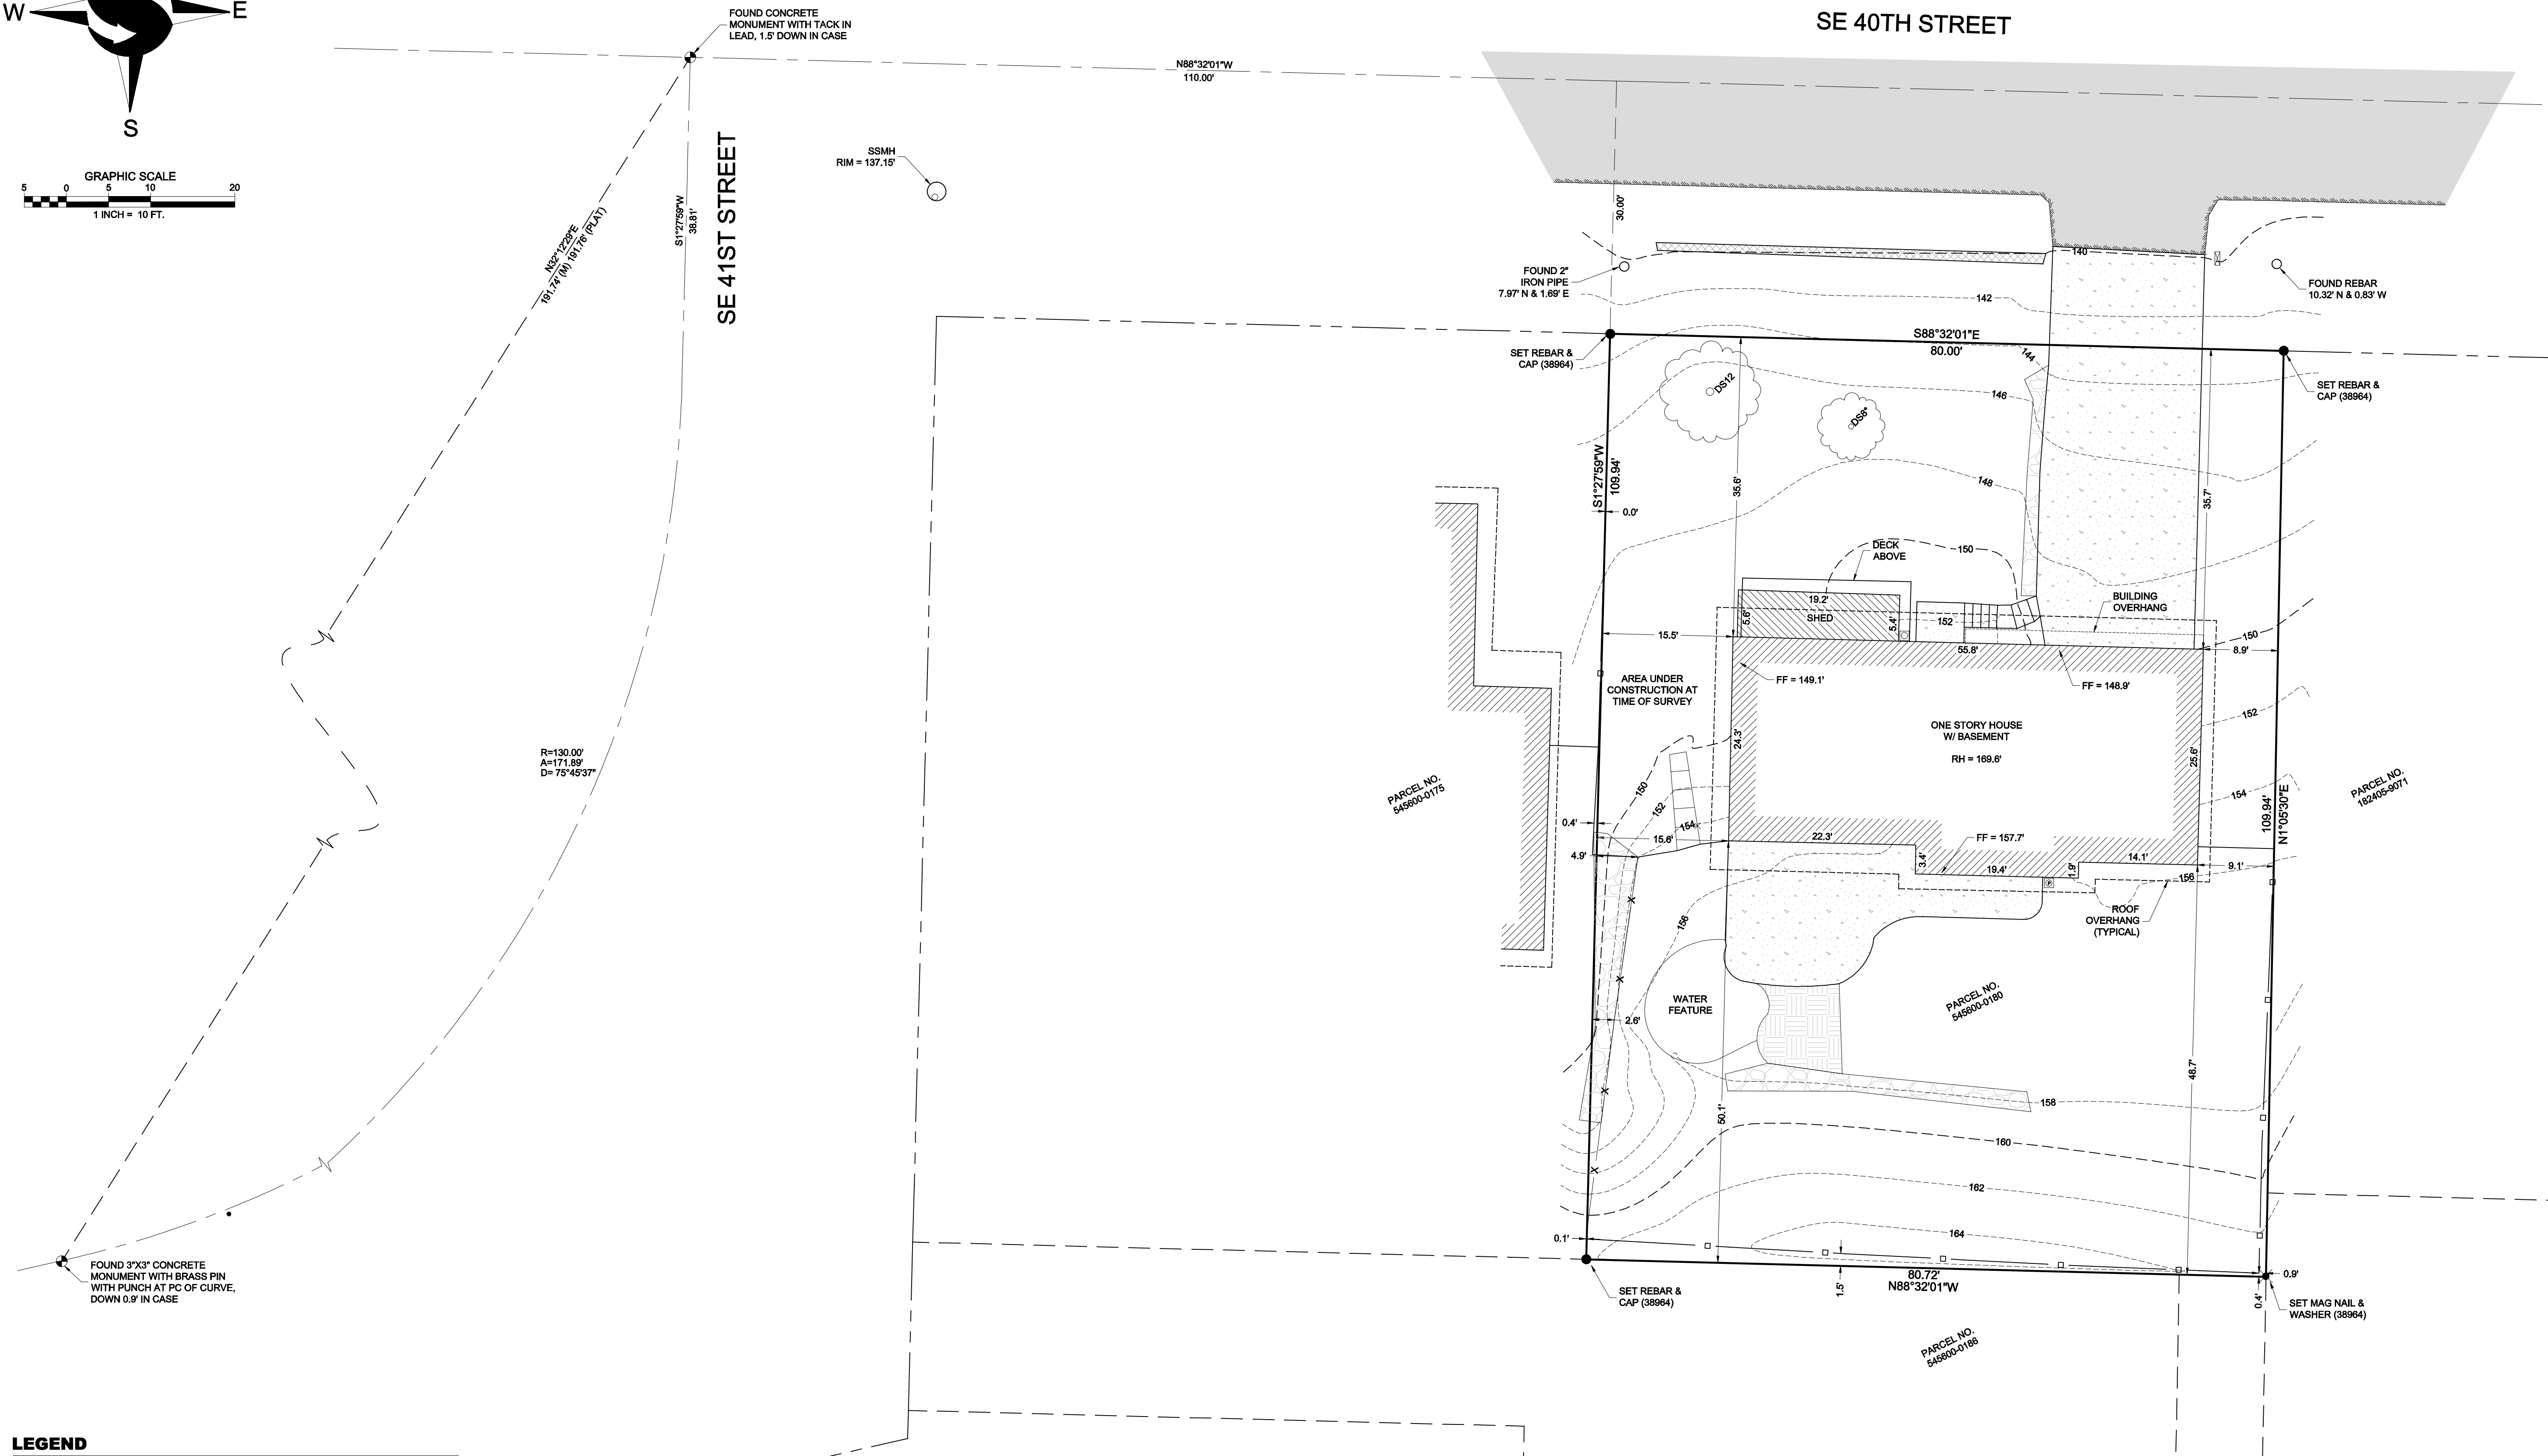 W
E
S
GRAPHIC SCALE
5 0 5 10 20
1 INCH = 10 FT.
FOUND CONCRETE
MONUMENT WITH TACK IN
LEAD, 1.5' DOWN IN CASE
N88°32'01"W
110.00'
SE 40TH STREET
SE 41ST STREET
S1°27'59"W
38.81'
N32°12'29"E
191.74' (M) 191.76' (PLAT)
SSMH
RIM = 137.15'
30.00'
FOUND 2"
IRON PIPE
7.97' N & 1.69' E
140
FOUND REBAR
10.32' N & 0.83' W
142
S88°32'01"E
80.00'
SET REBAR &
CAP (38964)
144
SET REBAR &
CAP (38964)
DS12
146
DS8*
S1°27'59"W
109.94'
35.6'
148
35.7'
0.0'
DECK
ABOVE
150
19.2'
SHED
5.6'
5.4'
152
BUILDING
OVERHANG
15.5'
55.8'
150
8.9'
AREA UNDER
CONSTRUCTION AT
TIME OF SURVEY
FF = 149.1'
FF = 148.9'
152
ONE STORY HOUSE
W/ BASEMENT
RH = 169.6'
24.3'
25.6'
R=130.00'
A=171.89'
D= 75°45'37"
PARCEL NO.
545600-0175
150
152
154
154
PARCEL NO.
182405-9071
109.94'
N1°05'30"E
0.4'
15.6'
22.3'
FF = 157.7'
4.9'
3.4'
19.4'
1.9'
14.1'
9.1'
156
156
ROOF
OVERHANG
(TYPICAL)
WATER
FEATURE
PARCEL NO.
545600-0180
2.6'
48.7'
50.1'
158
160
162
164
0.1'
80.72'
N88°32'01"W
1.5'
0.9'
0.4'
SET REBAR &
CAP (38964)
SET MAG NAIL &
WASHER (38964)
FOUND 3"X3" CONCRETE
MONUMENT WITH BRASS PIN
WITH PUNCH AT PC OF CURVE,
DOWN 0.9' IN CASE
PARCEL NO.
545600-0186
LEGEND